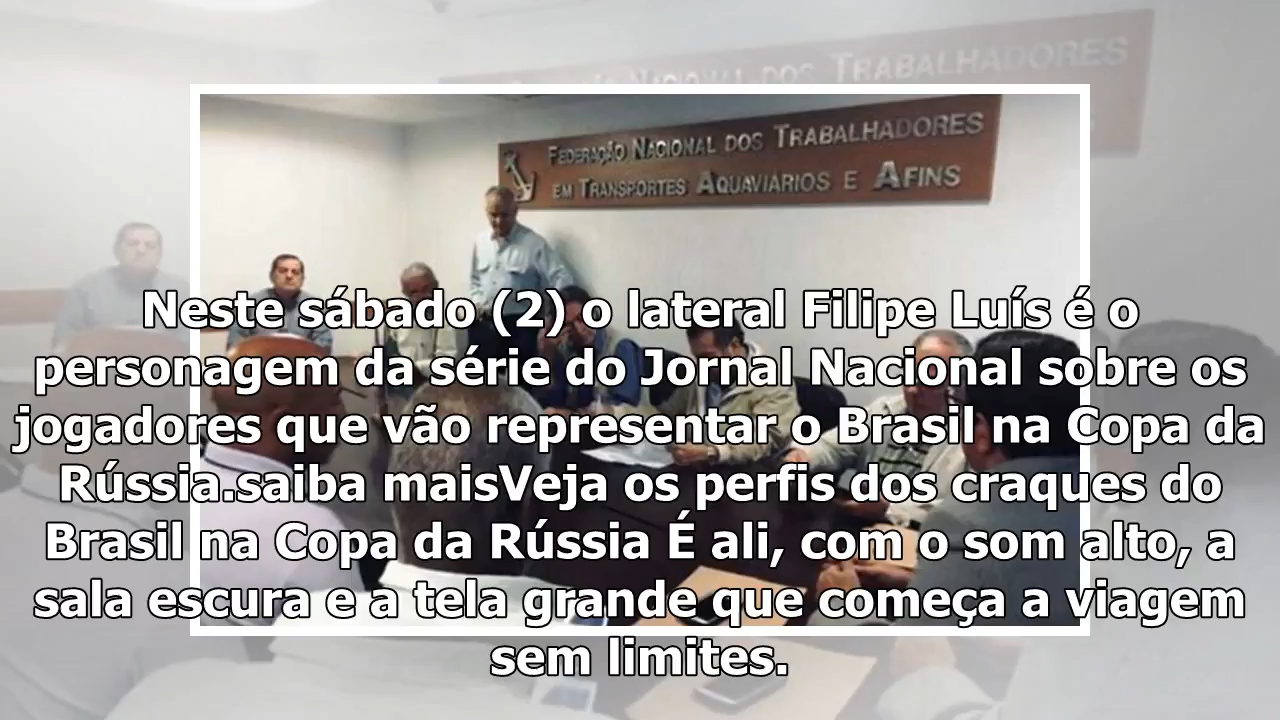 FEDERAÇÃO NACIONAL DOS TRABALHADORES
EM TRANSPORTES AQUAVIÁRIOS E AFINS
Neste sábado (2) o lateral Filipe Luís é o
personagem da série do Jornal Nacional sobre os
jogadores que vão representar o Brasil na Copa da
Rússia.saiba maisVeja os perfis dos craques do
Brasil na Copa da Rússia É ali, com o som alto, a
sala escura e a tela grande que começa a viagem
sem limites.